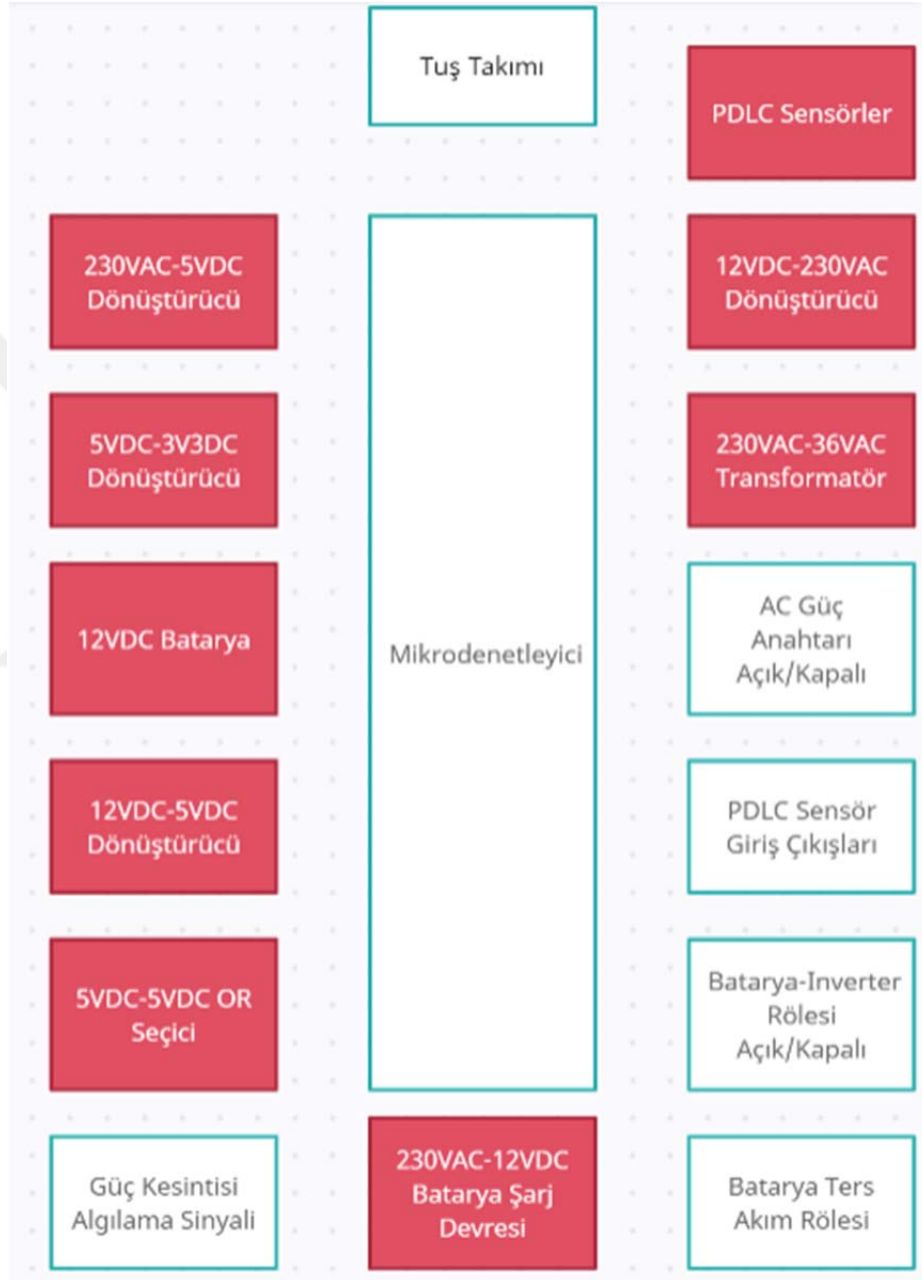 Tuş Takımı
PDLC Sensörler
230VAC-5VDC
Dönüştürücü
12VDC-230VAC
Dönüştürücü
5VDC-3V3DC
Dönüştürücü
230VAC-36VAC
Transformatör
12VDC Batarya
Mikrodenetleyici
AC Güç
Anahtarı
Açık/Kapalı
12VDC-5VDC
Dönüştürücü
PDLC Sensör
Giriş Çıkışları
5VDC-5VDC OR
Seçici
Batarya-Inverter
Rölesi
Açık/Kapalı
Güç Kesintisi
Algılama Sinyali
230VAC-12VDC
Batarya Şarj
Devresi
Batarya Ters
Akım Rölesi